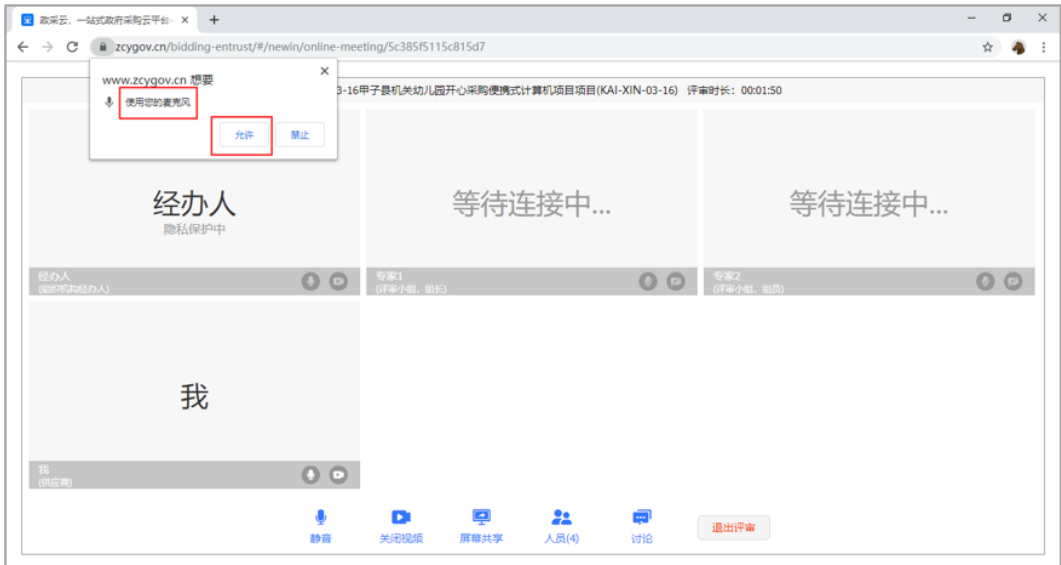 政采云，一站式政府采购云平台-
zcygov.cn/bidding-entrust/#/newin/online-meeting/5c385f5115c815d7
www.zcygov.cn 想要
使用您的麦克风
允许 禁止
3-16甲子县机关幼儿园开心采购便携式计算机项目项目(KAI-XIN-03-16) 评审时长：00:01:50
经办人
隐私保护中
等待连接中...
等待连接中...
经办人
(组织机构经办人)
专家1
(评审小组，组长)
专家2
(评审小组，组员)
我
我
(供应商)
静音 关闭视频 屏幕共享 人员(4) 讨论 退出评审